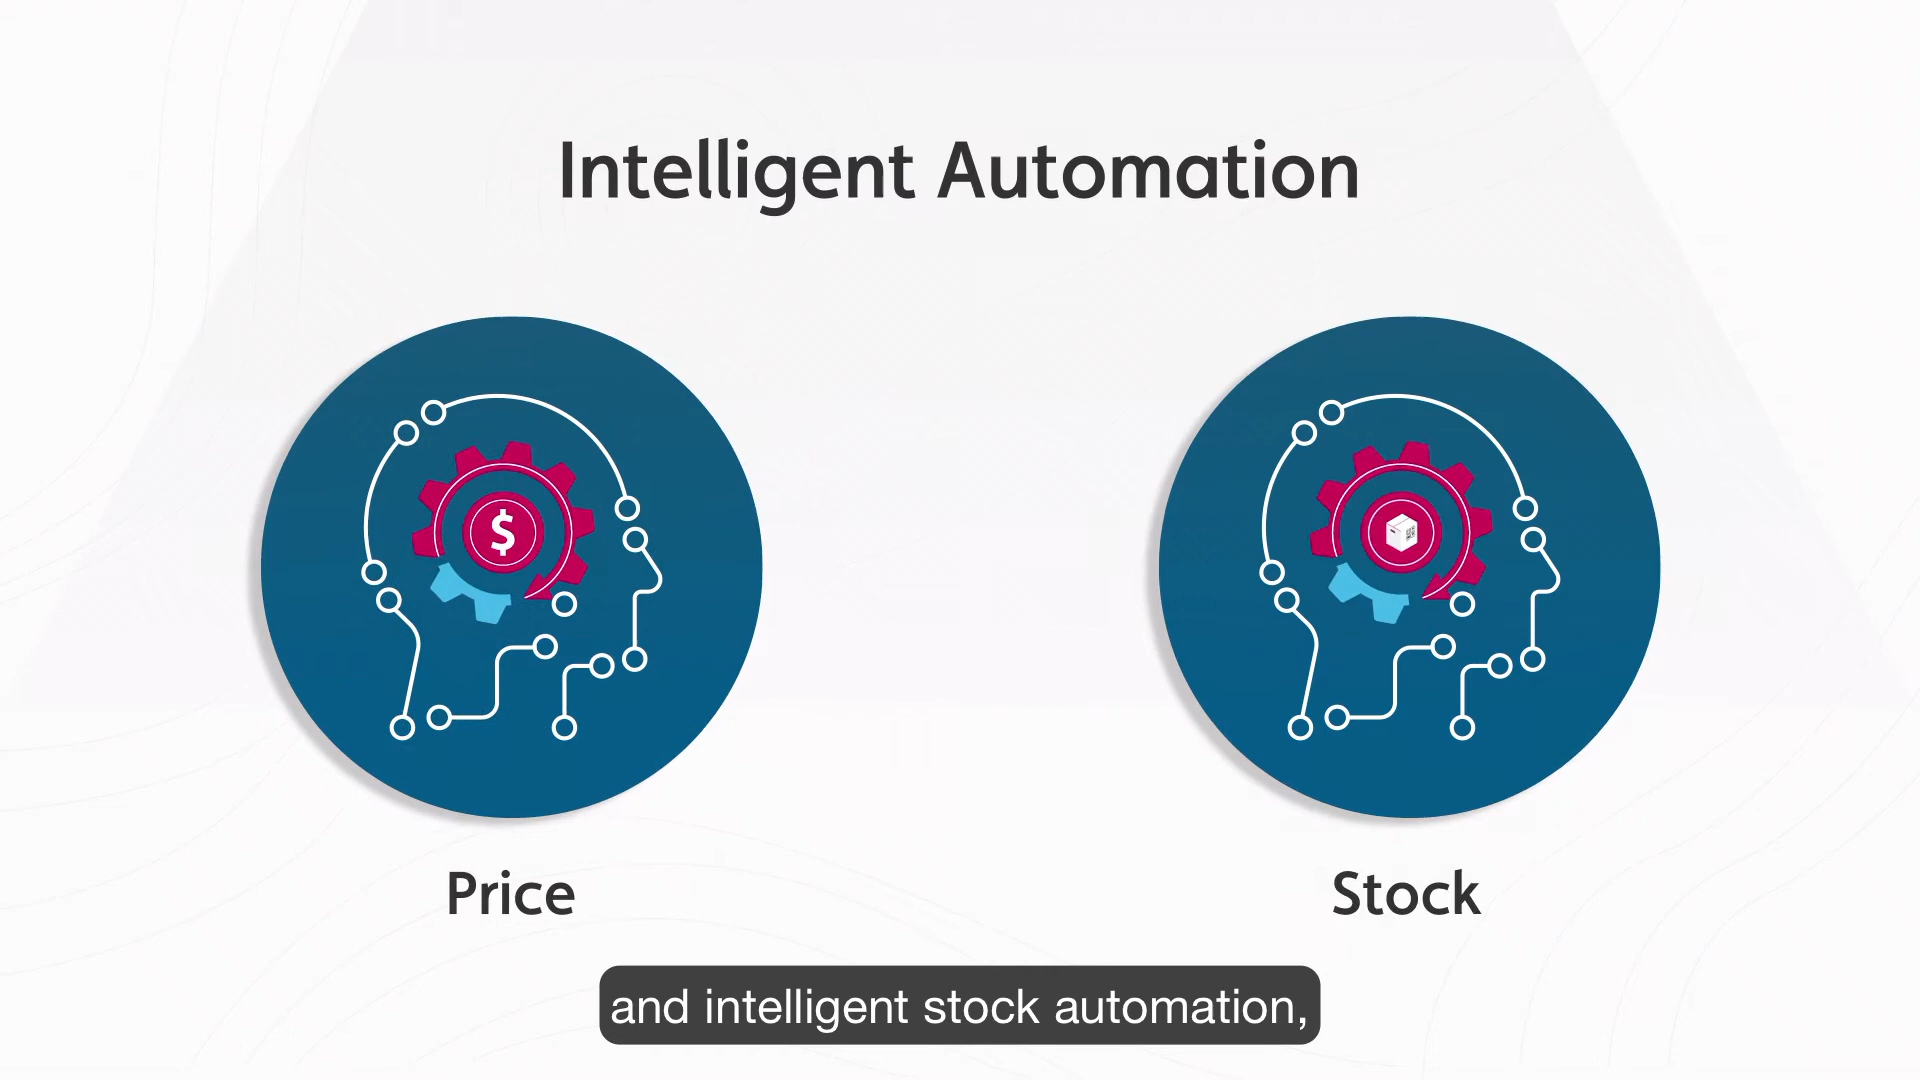 Intelligent Automation
$
Price
Stock
and intelligent stock automation,